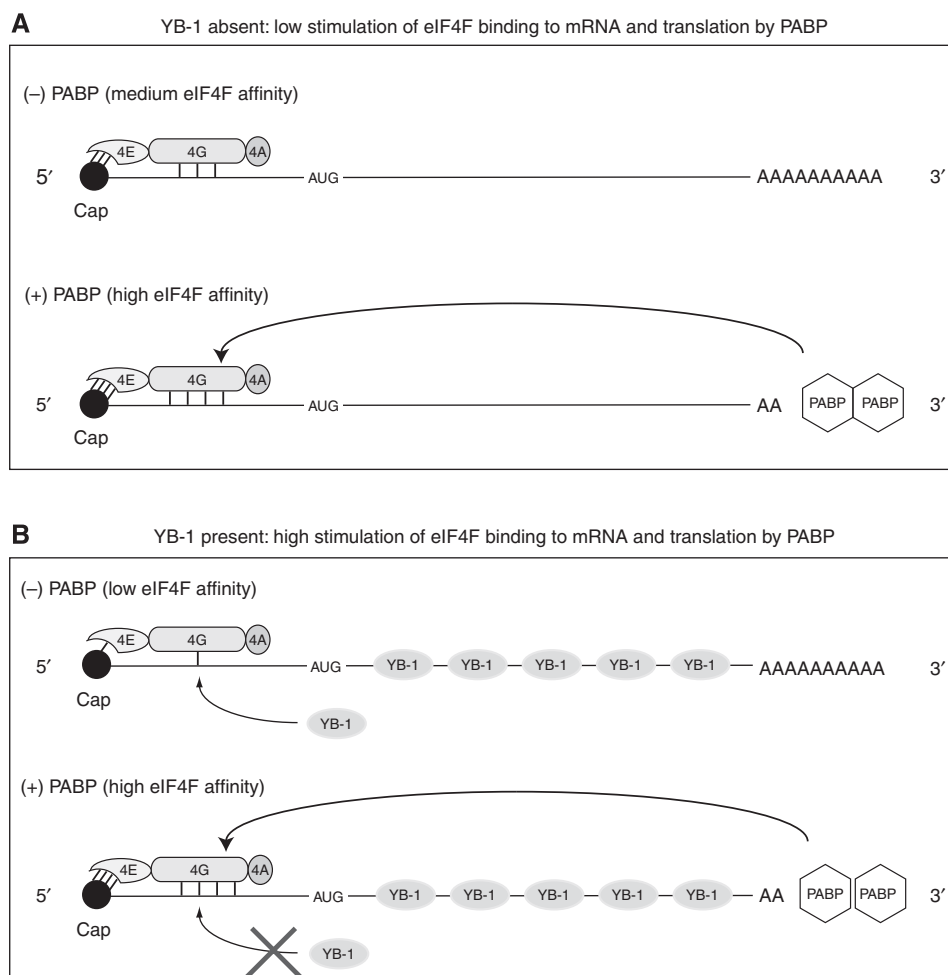 A YB-1 absent: low stimulation of eIF4F binding to mRNA and translation by PABP
(–) PABP (medium eIF4F affinity)
4E 4G 4A
5′ AUG AAAAAAAAAA 3′
Cap
(+) PABP (high eIF4F affinity)
4E 4G 4A
5′ AUG AA PABP PABP 3′
Cap
B YB-1 present: high stimulation of eIF4F binding to mRNA and translation by PABP
(–) PABP (low eIF4F affinity)
4E 4G 4A
5′ AUG YB-1 YB-1 YB-1 YB-1 YB-1 AAAAAAAAAA 3′
Cap
YB-1
(+) PABP (high eIF4F affinity)
4E 4G 4A
5′ AUG YB-1 YB-1 YB-1 YB-1 YB-1 AA PABP PABP 3′
Cap
YB-1